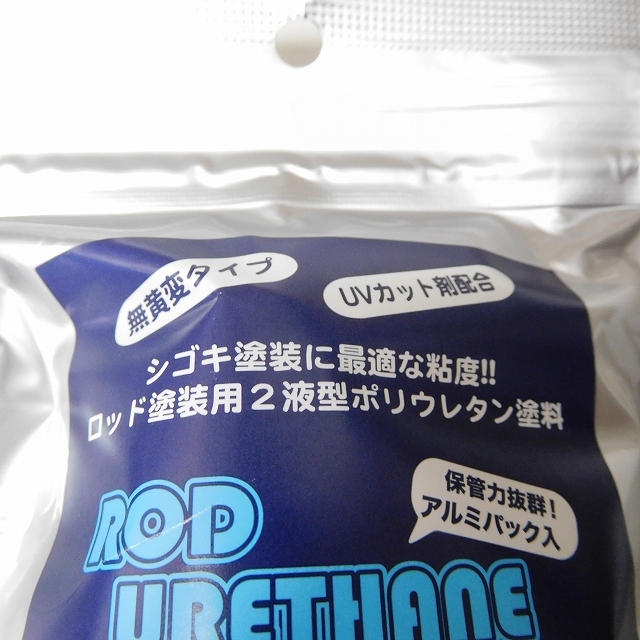 無黄変タイプ
UVカット剤配合
シゴキ塗装に最適な粘度!!
ロッド塗装用2液型ポリウレタン塗料
保管力抜群!
アルミパック入
ROD
URETHANE